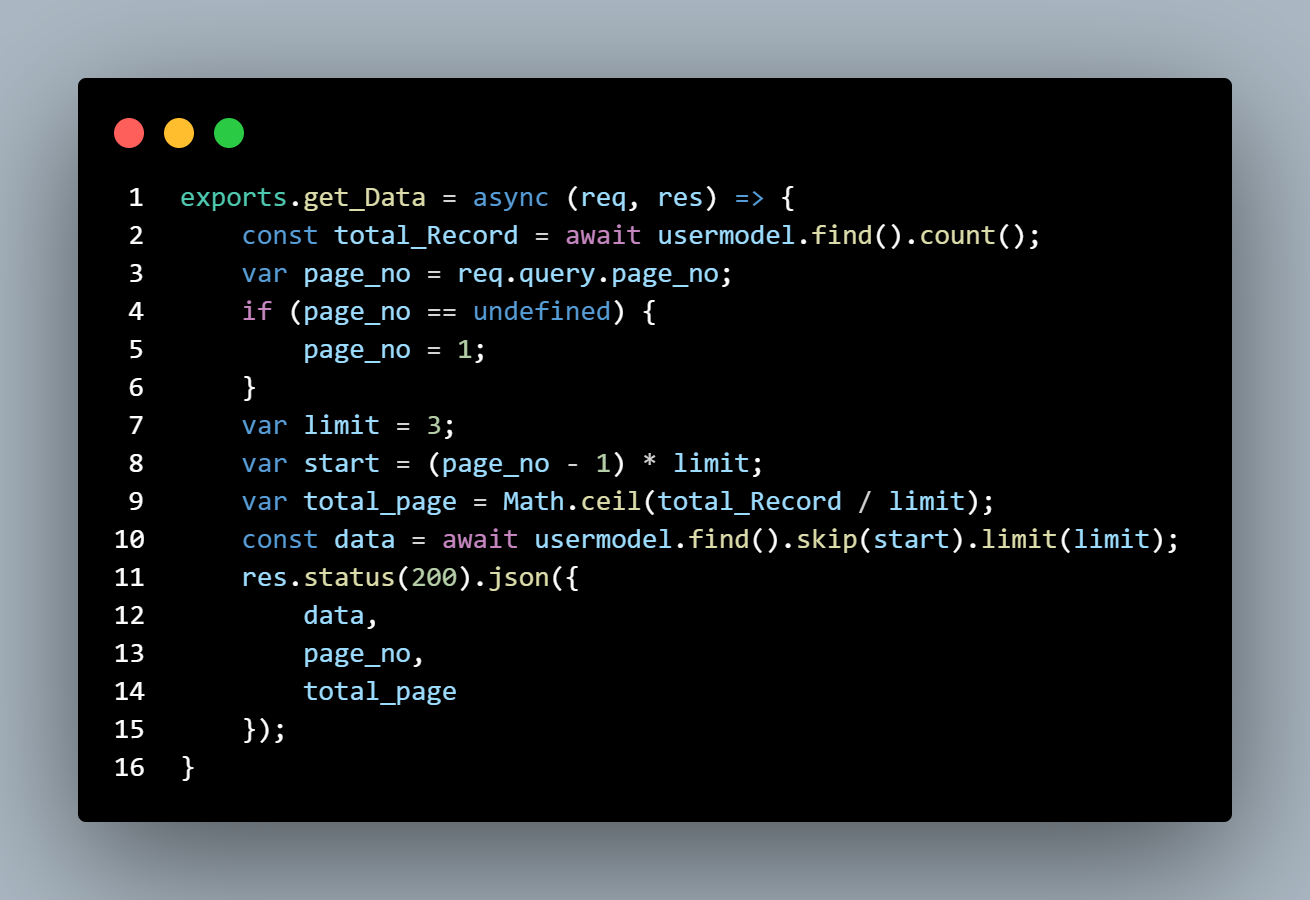 1 exports.get_Data = async (req, res) => {
2     const total_Record = await usermodel.find().count();
3     var page_no = req.query.page_no;
4     if (page_no == undefined) {
5         page_no = 1;
6     }
7     var limit = 3;
8     var start = (page_no - 1) * limit;
9     var total_page = Math.ceil(total_Record / limit);
10     const data = await usermodel.find().skip(start).limit(limit);
11     res.status(200).json({
12         data,
13         page_no,
14         total_page
15     });
16 }